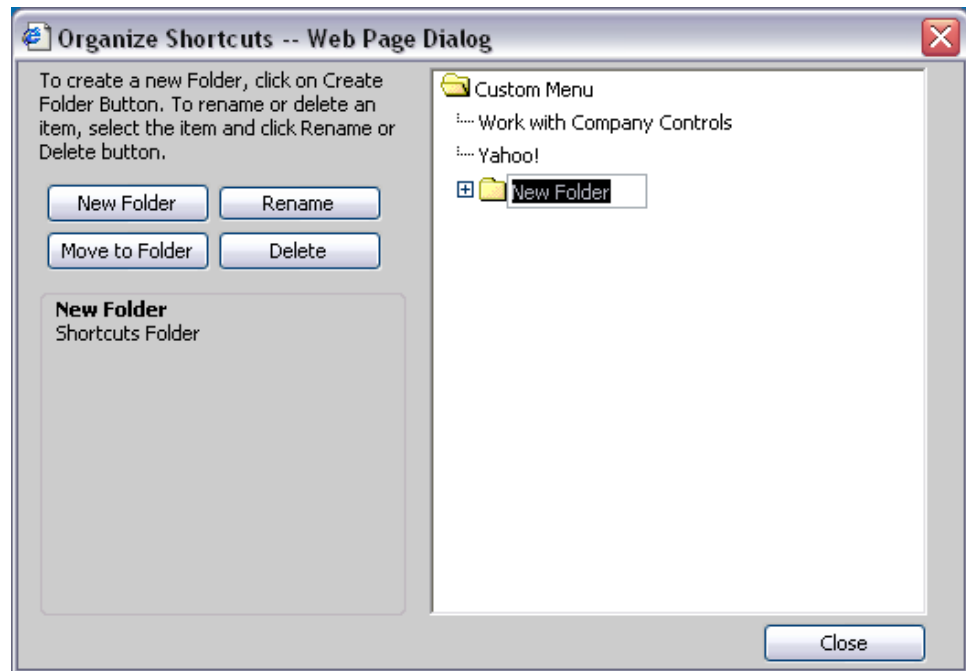 Organize Shortcuts -- Web Page Dialog
To create a new Folder, click on Create
Folder Button. To rename or delete an
item, select the item and click Rename or
Delete button.
New Folder
Rename
Move to Folder
Delete
New Folder
Shortcuts Folder
Custom Menu
Work with Company Controls
Yahoo!
New Folder
Close